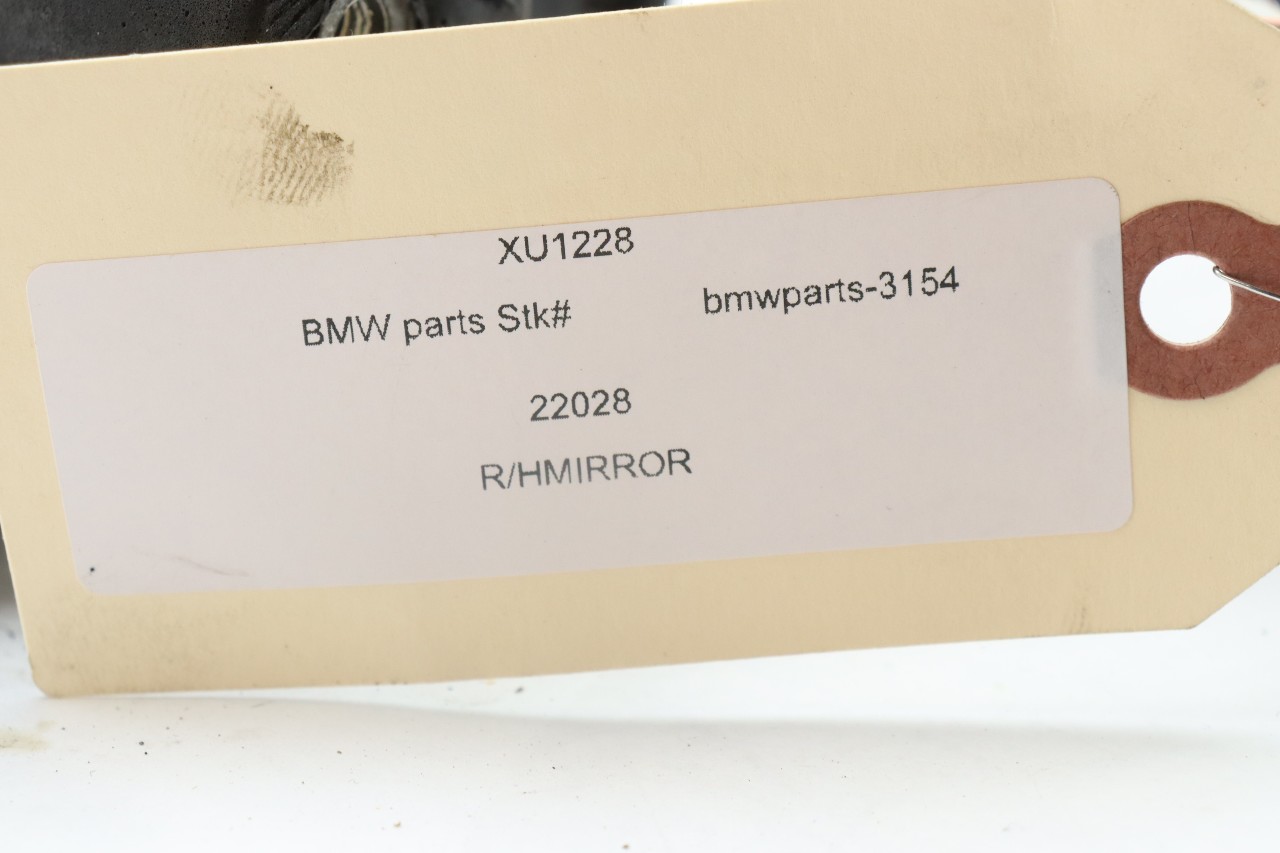 XU1228
BMW parts Stk# bmwparts-3154
22028
R/HMIRROR